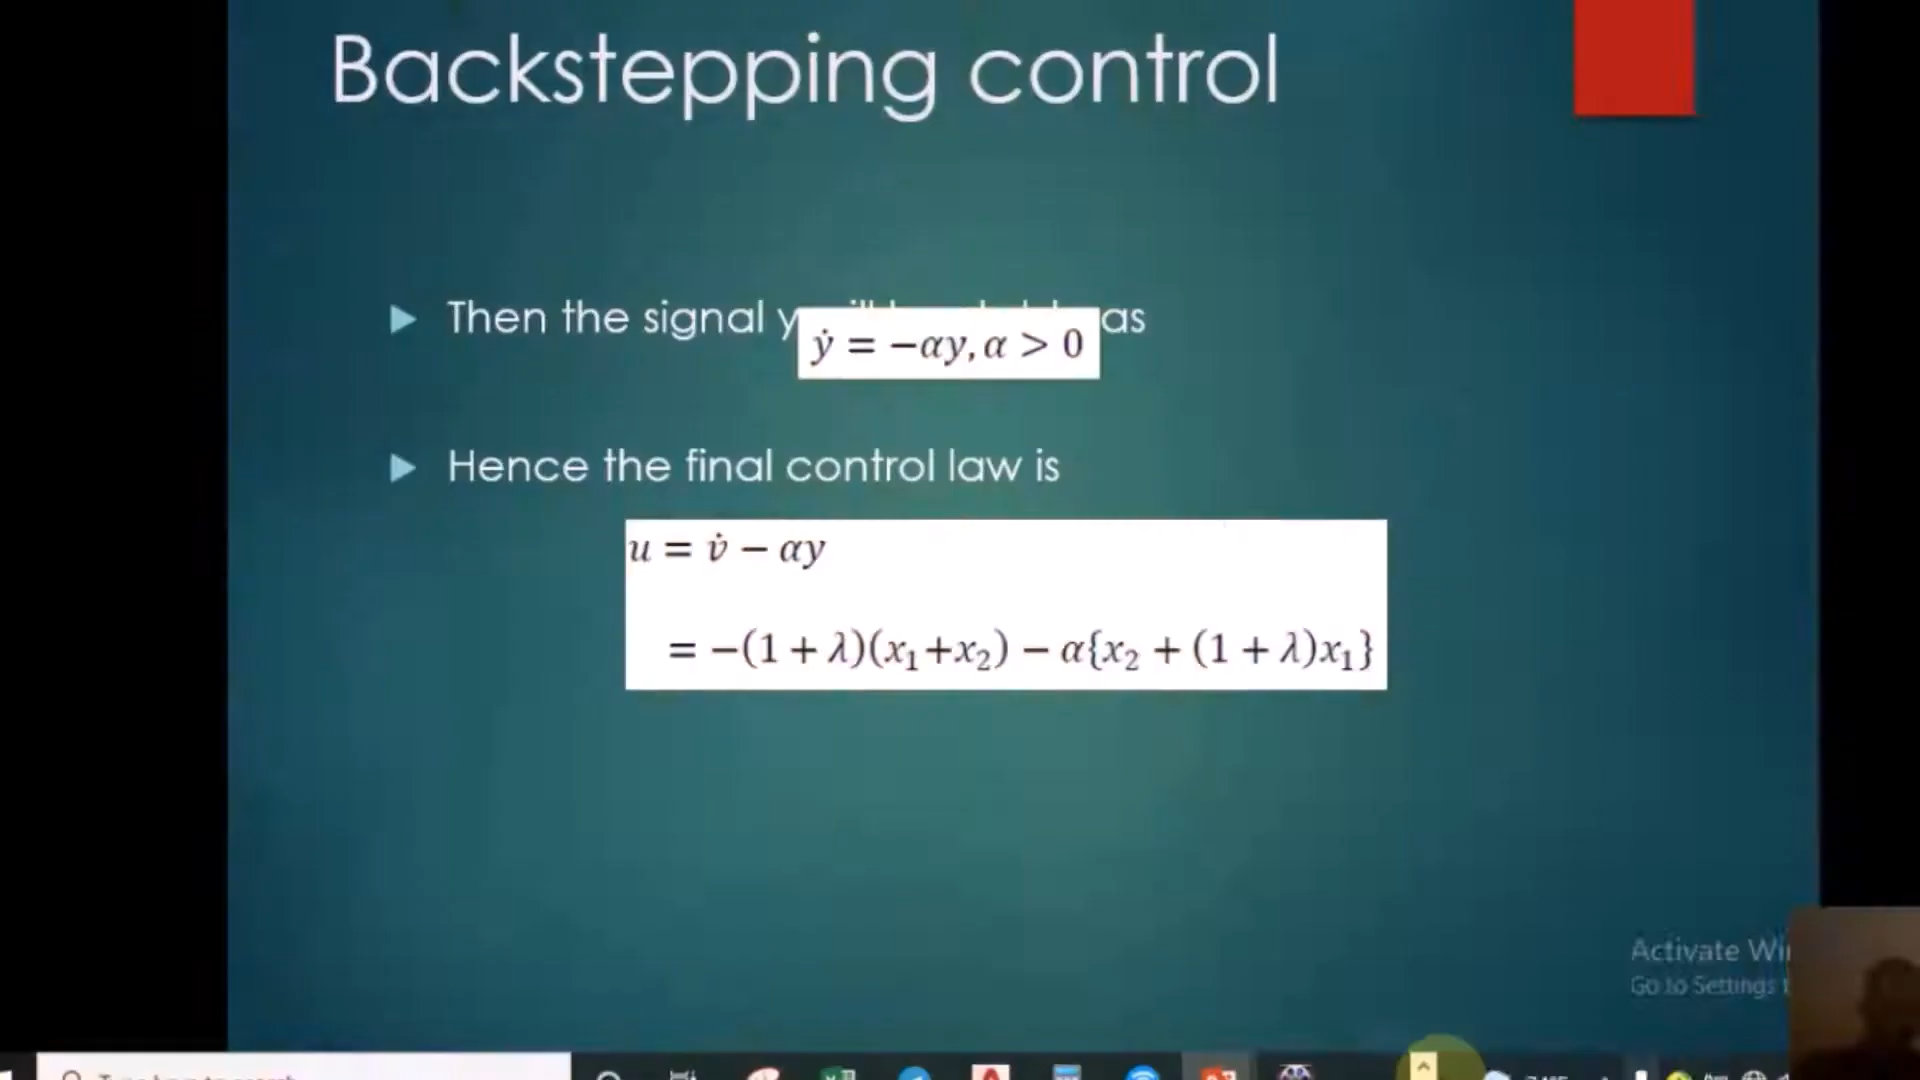 Backstepping control
Then the signal y as
ẏ = −αy, α > 0
Hence the final control law is
u = v̇ − αy
= −(1 + λ)(x₁+x₂) − α{x₂ + (1 + λ)x₁}
Activate Wi
Go to Settings